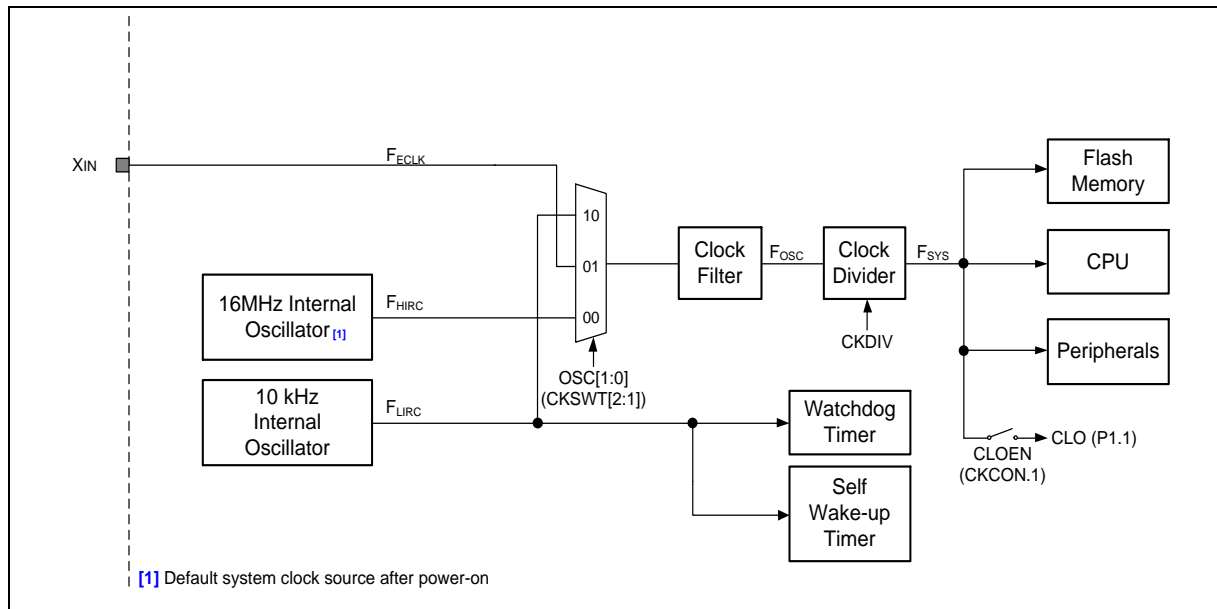 XIN
FECLK
10
01
00
Clock
Filter
FOSC
Clock
Divider
FSYS
CKDIV
Flash
Memory
CPU
Peripherals
16MHz Internal
Oscillator [1]
FHIRC
OSC[1:0]
(CKSWT[2:1])
10 kHz
Internal
Oscillator
FLIRC
Watchdog
Timer
Self
Wake-up
Timer
CLOEN
(CKCON.1)
CLO (P1.1)
[1] Default system clock source after power-on